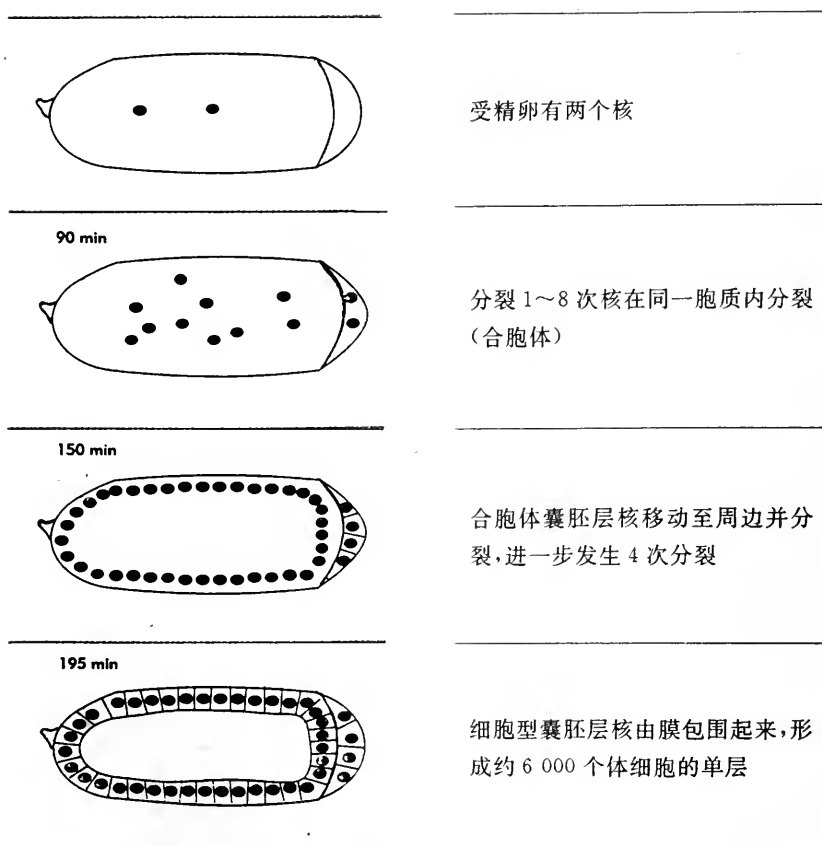 受精卵有两个核
90 min
分裂 1～8 次核在同一胞质内分裂
(合胞体)
150 min
合胞体囊胚层核移动至周边并分
裂,进一步发生 4 次分裂
195 min
细胞型囊胚层核由膜包围起来,形
成约 6 000 个体细胞的单层